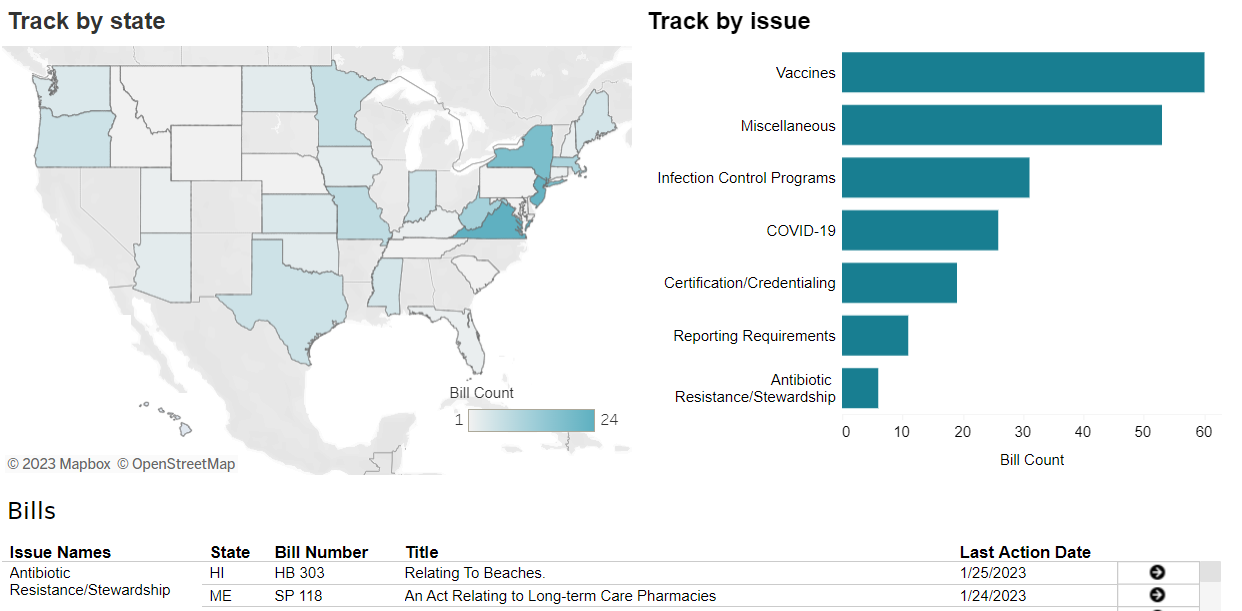 Track by state
Track by issue
Vaccines
Miscellaneous
Infection Control Programs
COVID-19
Certification/Credentialing
Reporting Requirements
Antibiotic
Resistance/Stewardship
0 10 20 30 40 50 60
Bill Count
Bill Count
1 24
© 2023 Mapbox © OpenStreetMap
Bills
Issue Names State Bill Number Title Last Action Date
Antibiotic HI HB 303 Relating To Beaches. 1/25/2023
Resistance/Stewardship ME SP 118 An Act Relating to Long-term Care Pharmacies 1/24/2023